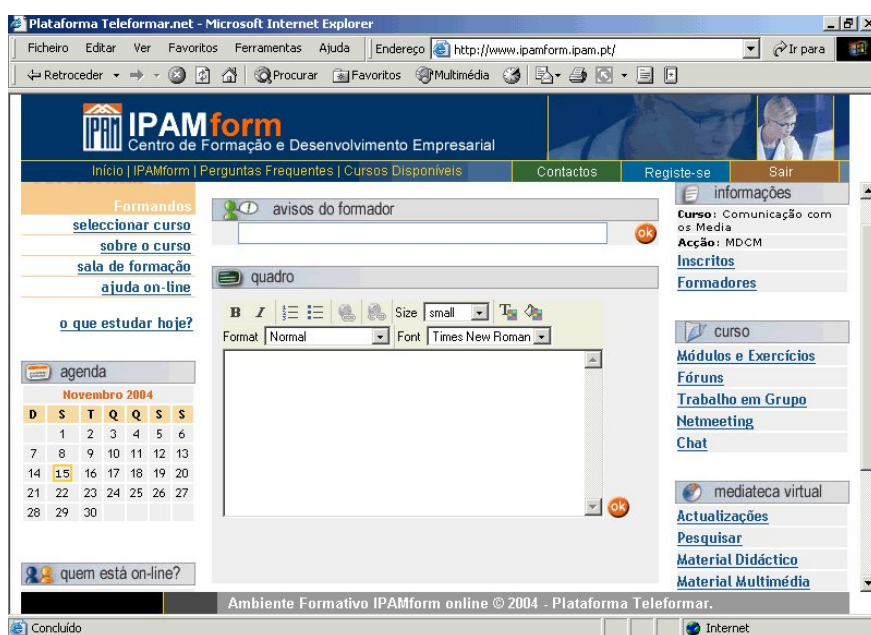 Plataforma Teleformar.net - Microsoft Internet Explorer
Ficheiro Editar Ver Favoritos Ferramentas Ajuda Endereço http://www.ipamform.ipam.pt/ Ir para
Retroceder Procurar Favoritos Multimédia
IPAM IPAMform
Centro de Formação e Desenvolvimento Empresarial
Início | IPAMform | Perguntas Frequentes | Cursos Disponíveis Contactos Registe-se Sair
Formandos
seleccionar curso
sobre o curso
sala de formação
ajuda on-line
o que estudar hoje?
agenda
Novembro 2004
D S T Q Q S S
1 2 3 4 5 6
7 8 9 10 11 12 13
14 15 16 17 18 19 20
21 22 23 24 25 26 27
28 29 30
quem está on-line?
avisos do formador
ok
quadro
B I Size small
Format Normal Font Times New Roman
ok
informações
Curso: Comunicação com
os Media
Acção: MDCM
Inscritos
Formadores
curso
Módulos e Exercícios
Fóruns
Trabalho em Grupo
Netmeeting
Chat
mediateca virtual
Actualizações
Pesquisar
Material Didáctico
Material Multimédia
Ambiente Formativo IPAMform online © 2004 - Plataforma Teleformar.
Concluído Internet